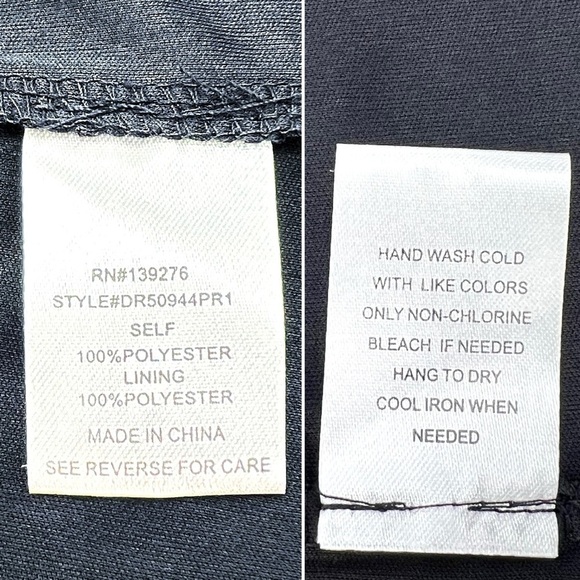 RN#139276
STYLE#DR50944PR1
SELF
100%POLYESTER
LINING
100%POLYESTER
MADE IN CHINA
SEE REVERSE FOR CARE
HAND WASH COLD
WITH LIKE COLORS
ONLY NON-CHLORINE
BLEACH IF NEEDED
HANG TO DRY
COOL IRON WHEN
NEEDED